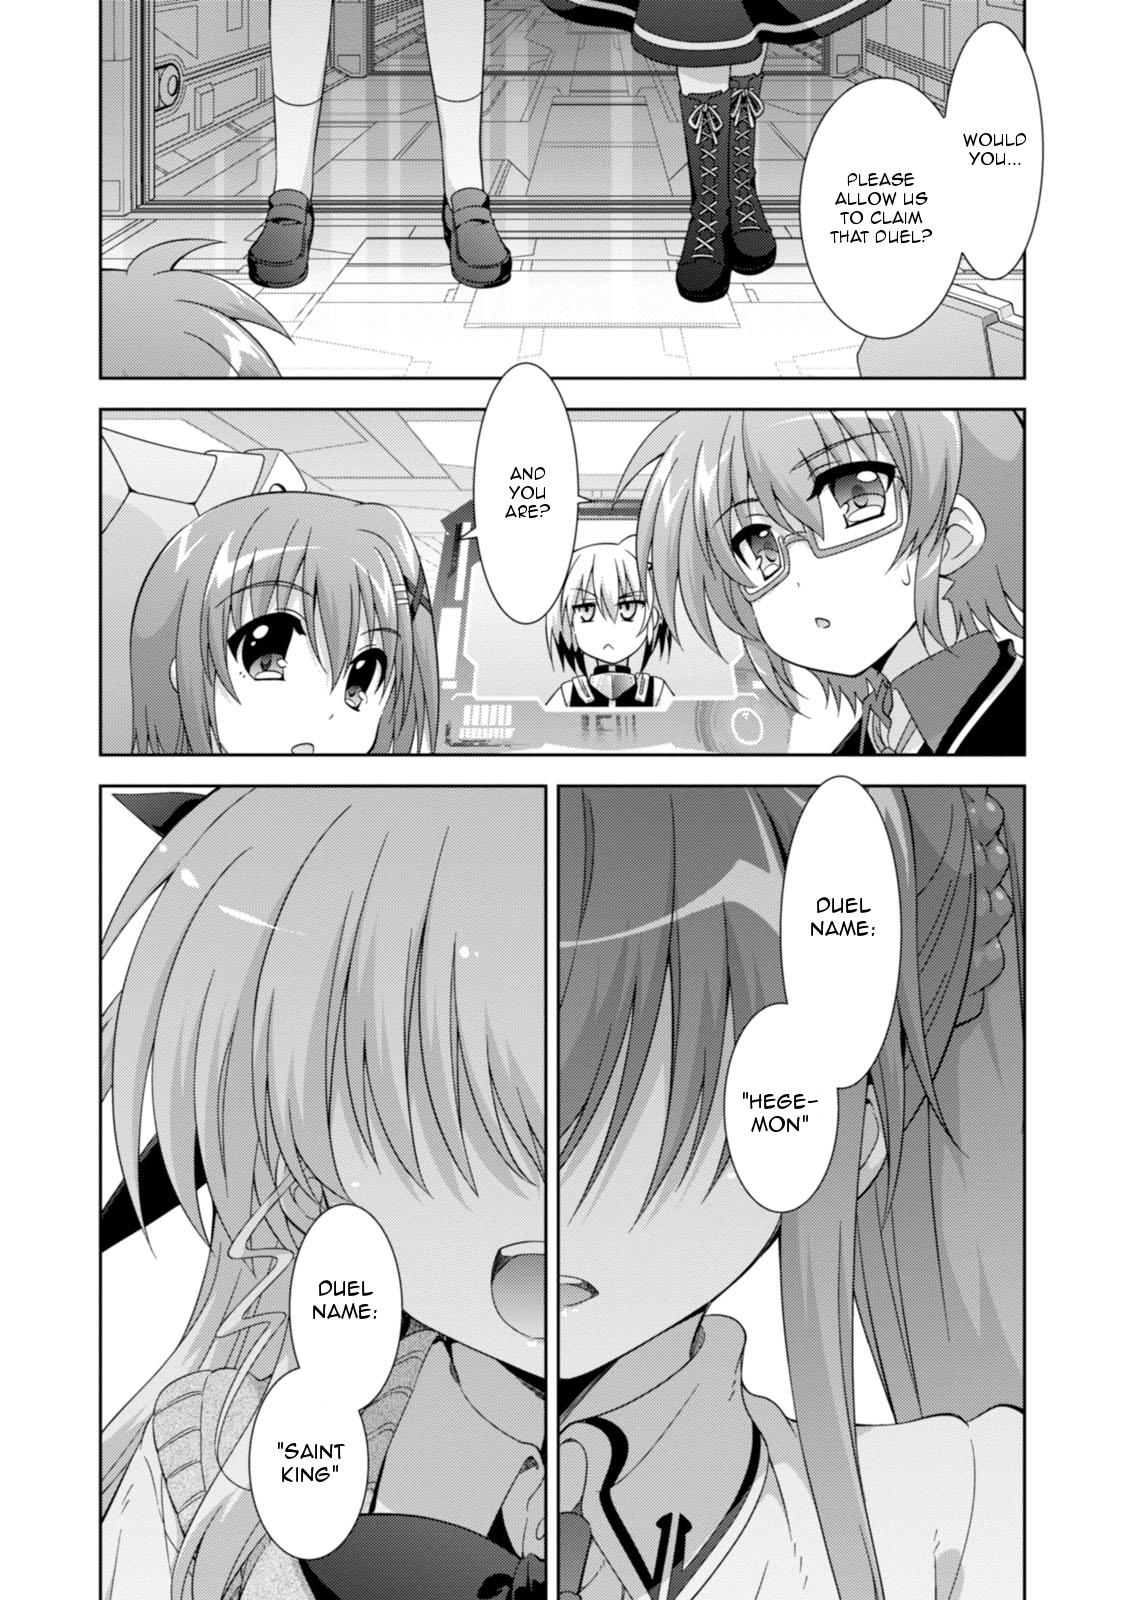 WOULD
YOU...
PLEASE
ALLOW US
TO CLAIM
THAT DUEL?
AND
YOU
ARE?
DUEL
NAME:
"HEGE-
MON"
DUEL
NAME:
"SAINT
KING"